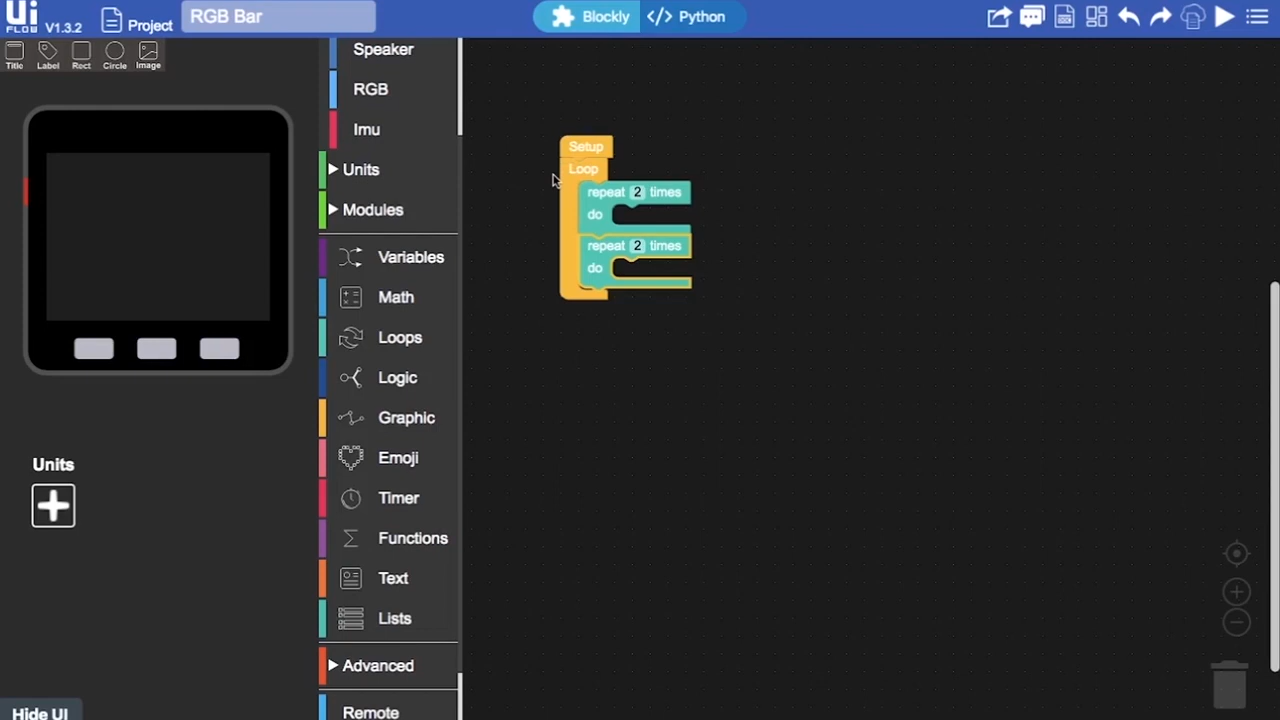 Ui
FLOW V1.3.2
Project
RGB Bar
Blockly
</> Python
Title
Label
Rect
Circle
Image
Speaker
RGB
Imu
Units
Modules
Variables
Math
Loops
Logic
Graphic
Emoji
Timer
Functions
Text
Lists
Advanced
Remote
Units
Hide UI
Setup
Loop
repeat 2 times
do
repeat 2 times
do